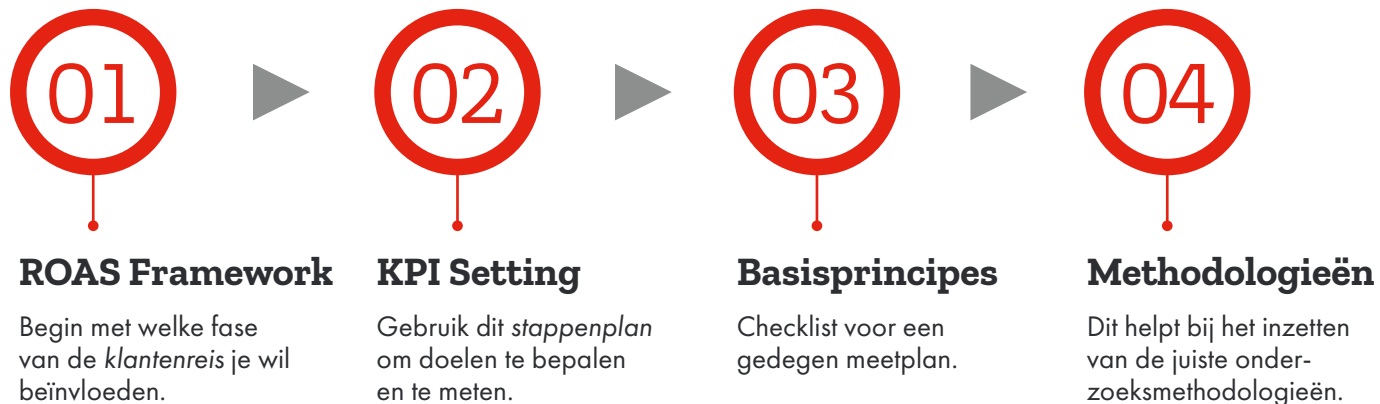 01
02
03
04
ROAS Framework
Begin met welke fase
van de klantenreis je wil
beïnvloeden.
KPI Setting
Gebruik dit stappenplan
om doelen te bepalen
en te meten.
Basisprincipes
Checklist voor een
gedegen meetplan.
Methodologieën
Dit helpt bij het inzetten
van de juiste onder-
zoeksmethodologieën.